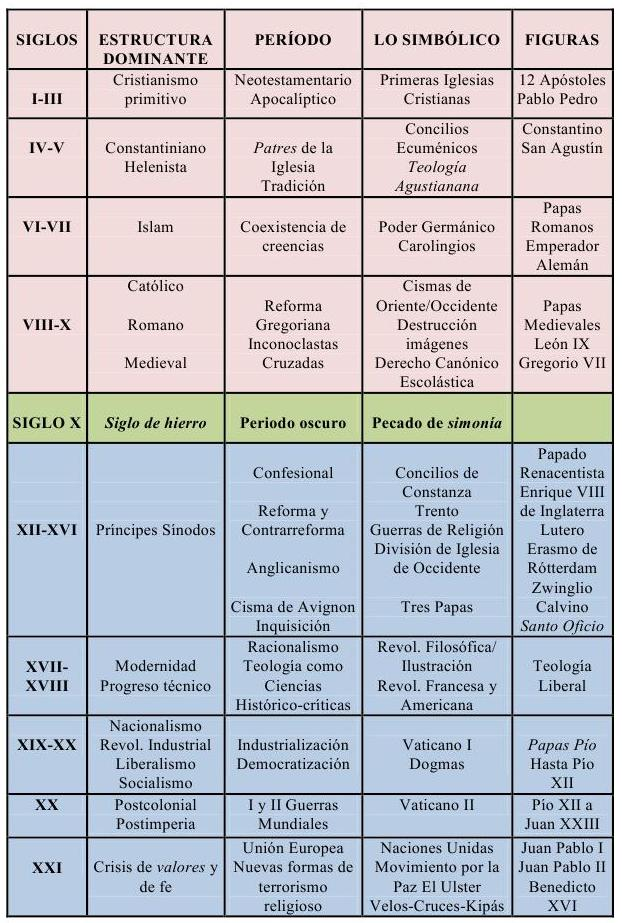 SIGLOS ESTRUCTURA DOMINANTE PERÍODO LO SIMBÓLICO FIGURAS
I-III
Cristianismo
primitivo
Neotestamentario
Apocalíptico
Primeras Iglesias
Cristianas
12 Apóstoles
Pablo Pedro
IV-V
Constantiniano
Helenista
Patres de la
Iglesia
Tradición
Concilios
Ecuménicos
Teología
Agustianana
Constantino
San Agustín
VI-VII
Islam
Coexistencia de
creencias
Poder Germánico
Carolingios
Papas
Romanos
Emperador
Alemán
VIII-X
Católico
Romano
Medieval
Reforma
Gregoriana
Inconoclastas
Cruzadas
Cismas de
Oriente/Occidente
Destrucción
imágenes
Derecho Canónico
Escolástica
Papas
Medievales
León IX
Gregorio VII
SIGLO X
Siglo de hierro
Periodo oscuro
Pecado de simonía
XII-XVI
Príncipes Sínodos
Confesional
Reforma y
Contrarreforma
Anglicanismo
Cisma de Avignon
Inquisición
Concilios de
Constanza
Trento
Guerras de Religión
División de Iglesia
de Occidente
Tres Papas
Papado
Renacentista
Enrique VIII
de Inglaterra
Lutero
Erasmo de
Rótterdam
Zwinglio
Calvino
Santo Oficio
XVII-
XVIII
Modernidad
Progreso técnico
Racionalismo
Teología como
Ciencias
Histórico-críticas
Revol. Filosófica/
Ilustración
Revol. Francesa y
Americana
Teología
Liberal
XIX-XX
Nacionalismo
Revol. Industrial
Liberalismo
Socialismo
Industrialización
Democratización
Vaticano I
Dogmas
Papas Pío
Hasta Pío
XII
XX
Postcolonial
Postimperia
I y II Guerras
Mundiales
Vaticano II
Pío XII a
Juan XXIII
XXI
Crisis de valores y
de fe
Unión Europea
Nuevas formas de
terrorismo
religioso
Naciones Unidas
Movimiento por la
Paz El Ulster
Velos-Cruces-Kipás
Juan Pablo I
Juan Pablo II
Benedicto
XVI